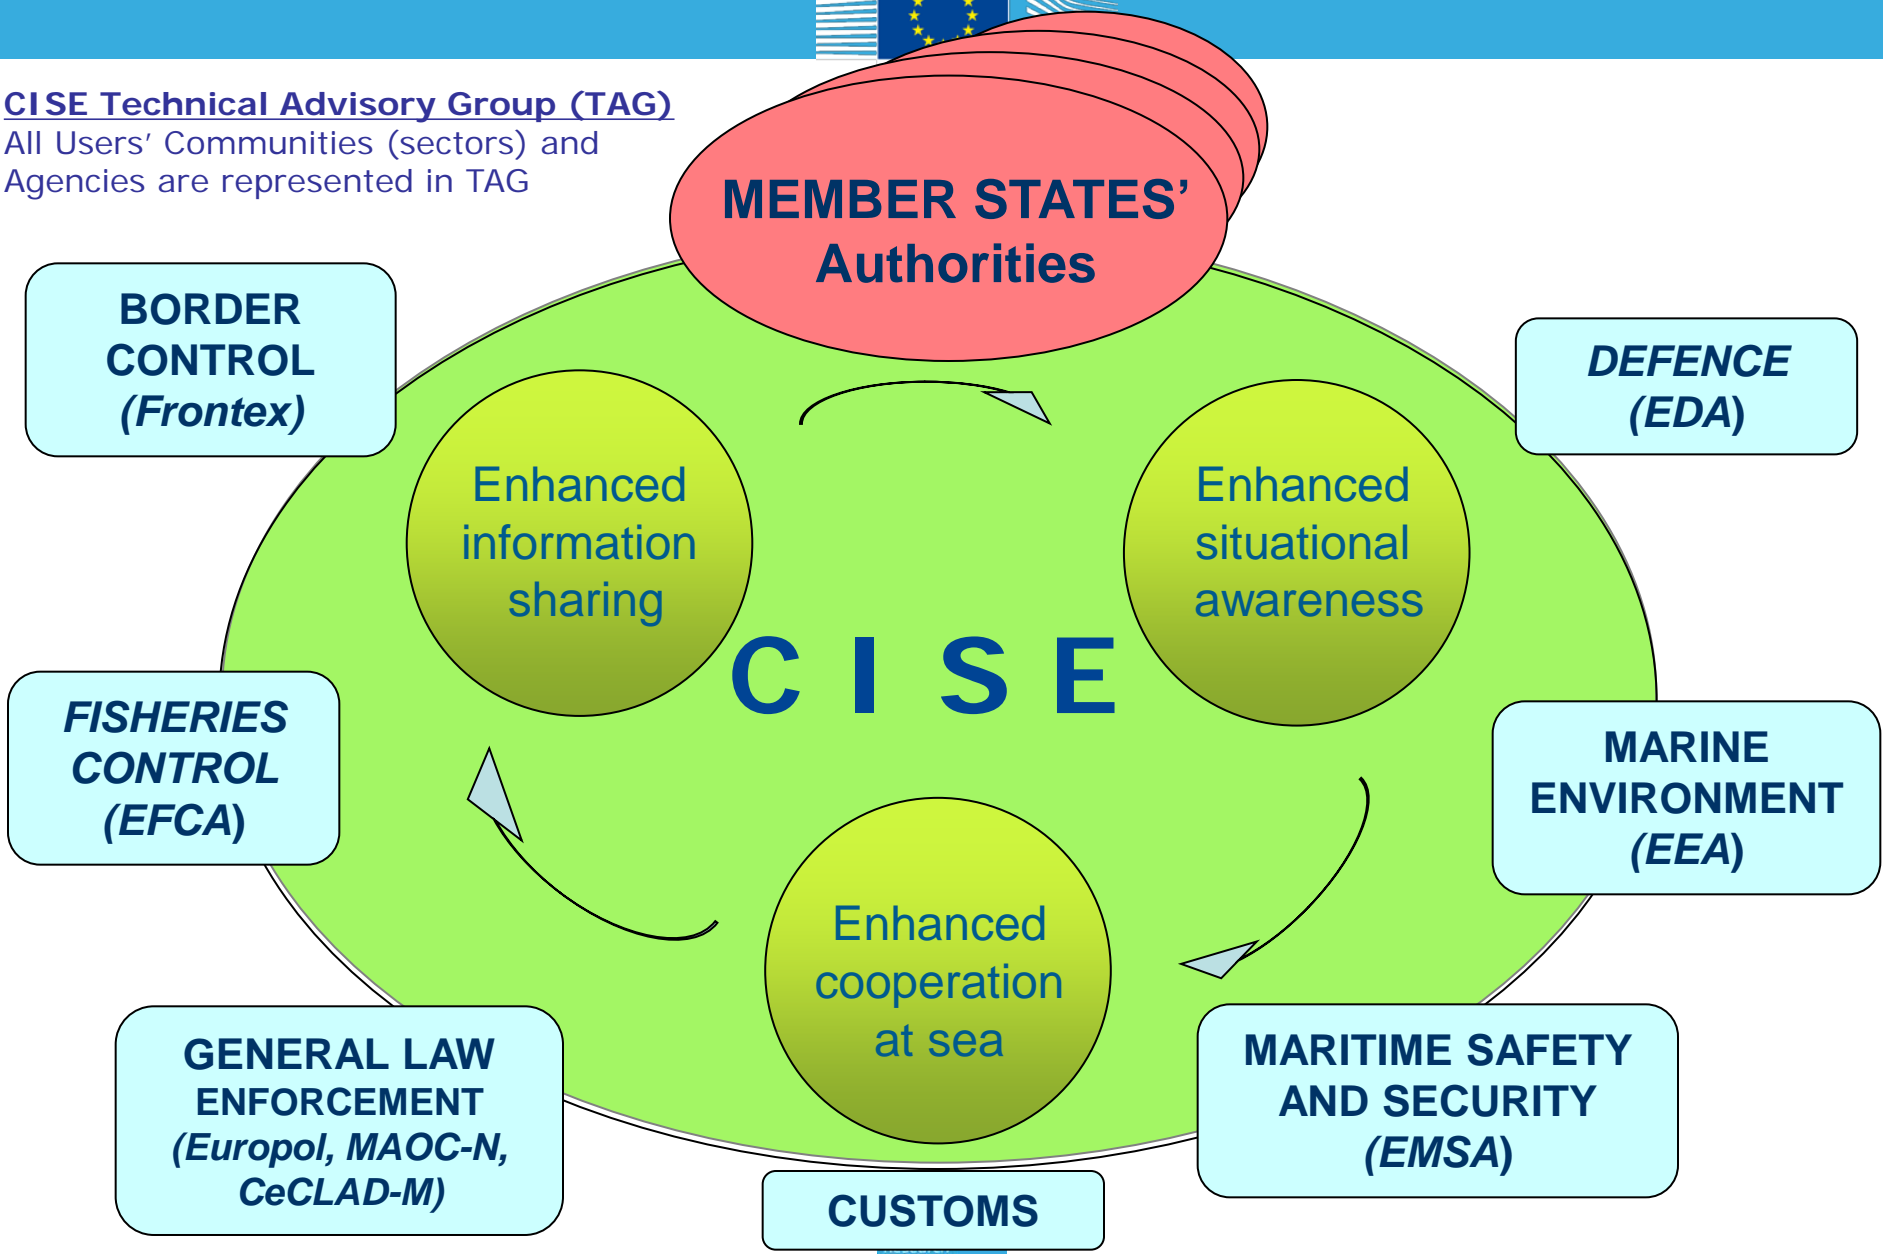 CISE Technical Advisory Group (TAG)
All Users’ Communities (sectors) and
Agencies are represented in TAG
MEMBER STATES’
Authorities
BORDER
CONTROL
(Frontex)
DEFENCE
(EDA)
Enhanced
information
sharing
Enhanced
situational
awareness
C I S E
FISHERIES
CONTROL
(EFCA)
MARINE
ENVIRONMENT
(EEA)
Enhanced
cooperation
at sea
GENERAL LAW
ENFORCEMENT
(Europol, MAOC-N,
CeCLAD-M)
MARITIME SAFETY
AND SECURITY
(EMSA)
CUSTOMS